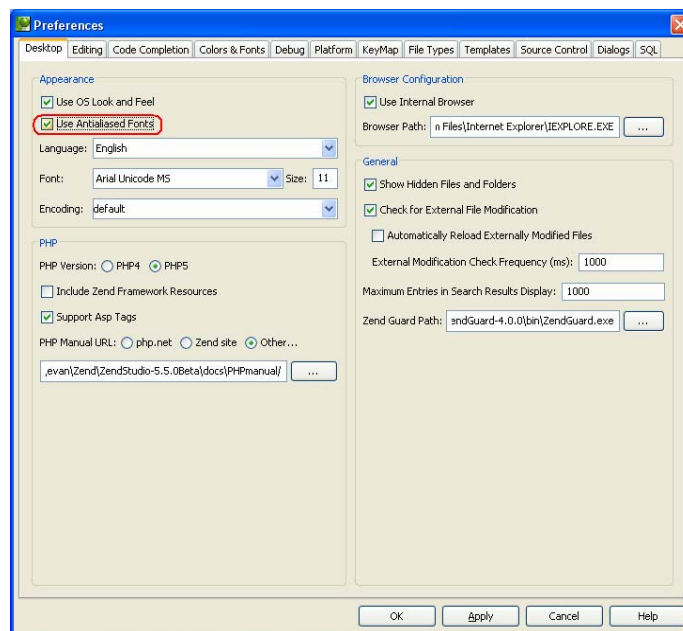 Preferences
Desktop Editing Code Completion Colors & Fonts Debug Platform KeyMap File Types Templates Source Control Dialogs SQL
Appearance
Use OS Look and Feel
Use Antialiased Fonts
Language: English
Font: Arial Unicode MS Size: 11
Encoding: default
PHP
PHP Version: PHP4 PHP5
Include Zend Framework Resources
Support Asp Tags
PHP Manual URL: php.net Zend site Other...
,evan\Zend\ZendStudio-5.5.0Beta\docs\PHPmanual/ ...
Browser Configuration
Use Internal Browser
Browser Path: n Files\Internet Explorer\IEXPLORE.EXE ...
General
Show Hidden Files and Folders
Check for External File Modification
Automatically Reload Externally Modified Files
External Modification Check Frequency (ms): 1000
Maximum Entries in Search Results Display: 1000
Zend Guard Path: endGuard-4.0.0\bin\ZendGuard.exe ...
OK Apply Cancel Help